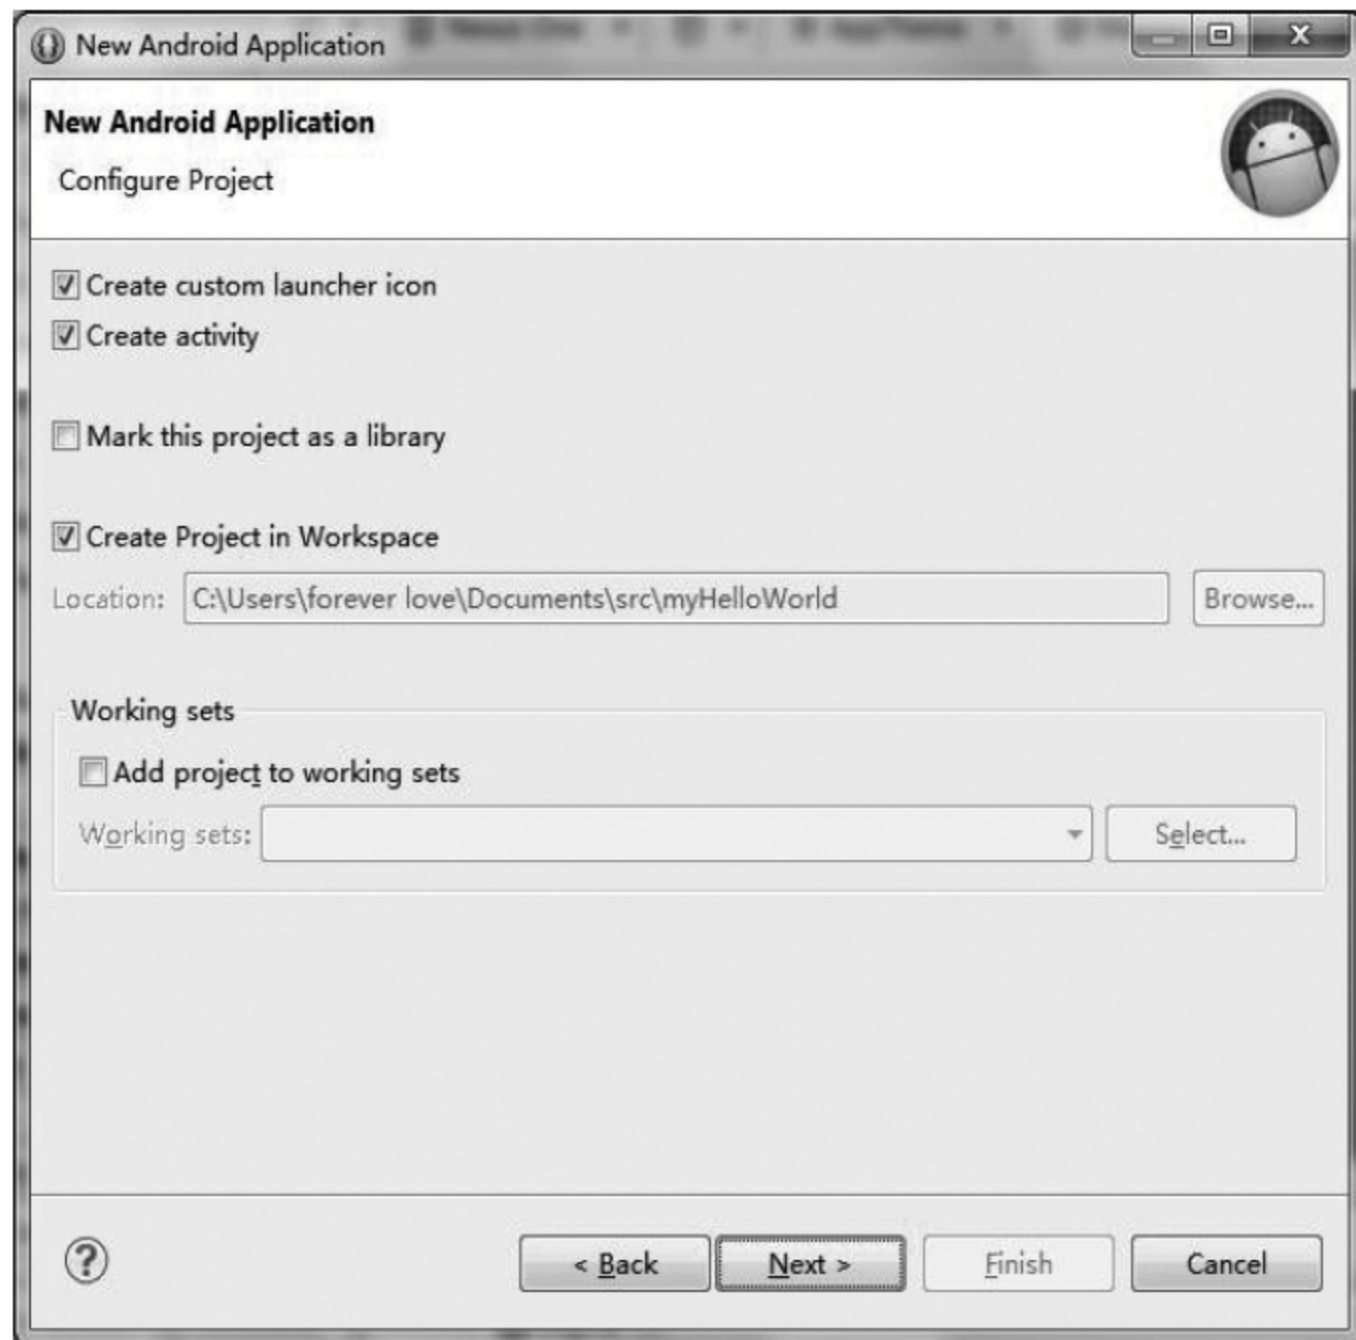 New Android Application
New Android Application
Configure Project
Create custom launcher icon
Create activity
Mark this project as a library
Create Project in Workspace
Location: C:\Users\forever love\Documents\src\myHelloWorld Browse...
Working sets
Add project to working sets
Working sets: Select...
< Back Next > Finish Cancel